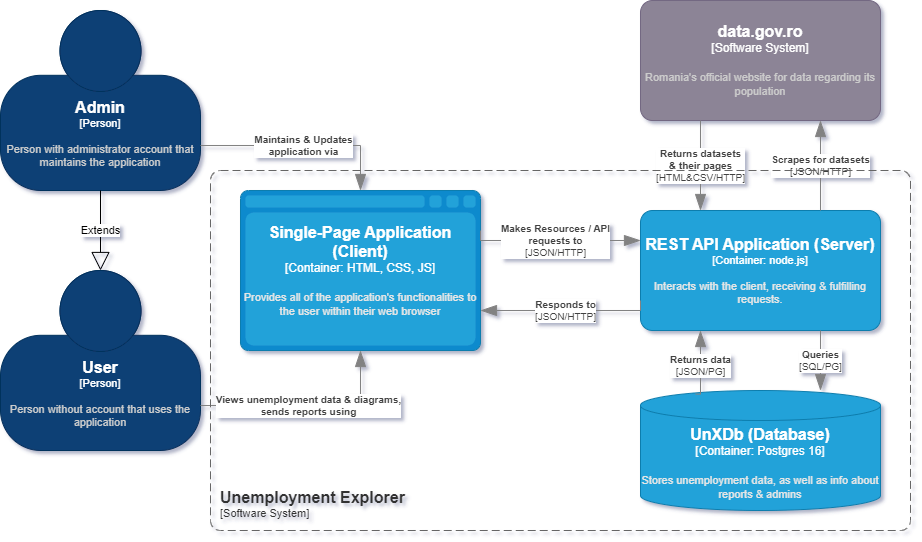 Admin
[Person]
Person with administrator account that
maintains the application
Extends
User
[Person]
Person without account that uses the
application
Maintains & Updates
application via
Views unemployment data & diagrams,
sends reports using
Single-Page Application
(Client)
[Container: HTML, CSS, JS]
Provides all of the application's functionalities to
the user within their web browser
Makes Resources / API
requests to
[JSON/HTTP]
Responds to
[JSON/HTTP]
data.gov.ro
[Software System]
Romania's official website for data regarding its
population
Returns datasets
& their pages
[HTML&CSV/HTTP]
Scrapes for datasets
[JSON/HTTP]
REST API Application (Server)
[Container: node.js]
Interacts with the client, receiving & fulfilling
requests.
Returns data
[JSON/PG]
Queries
[SQL/PG]
UnXDb (Database)
[Container: Postgres 16]
Stores unemployment data, as well as info about
reports & admins
Unemployment Explorer
[Software System]